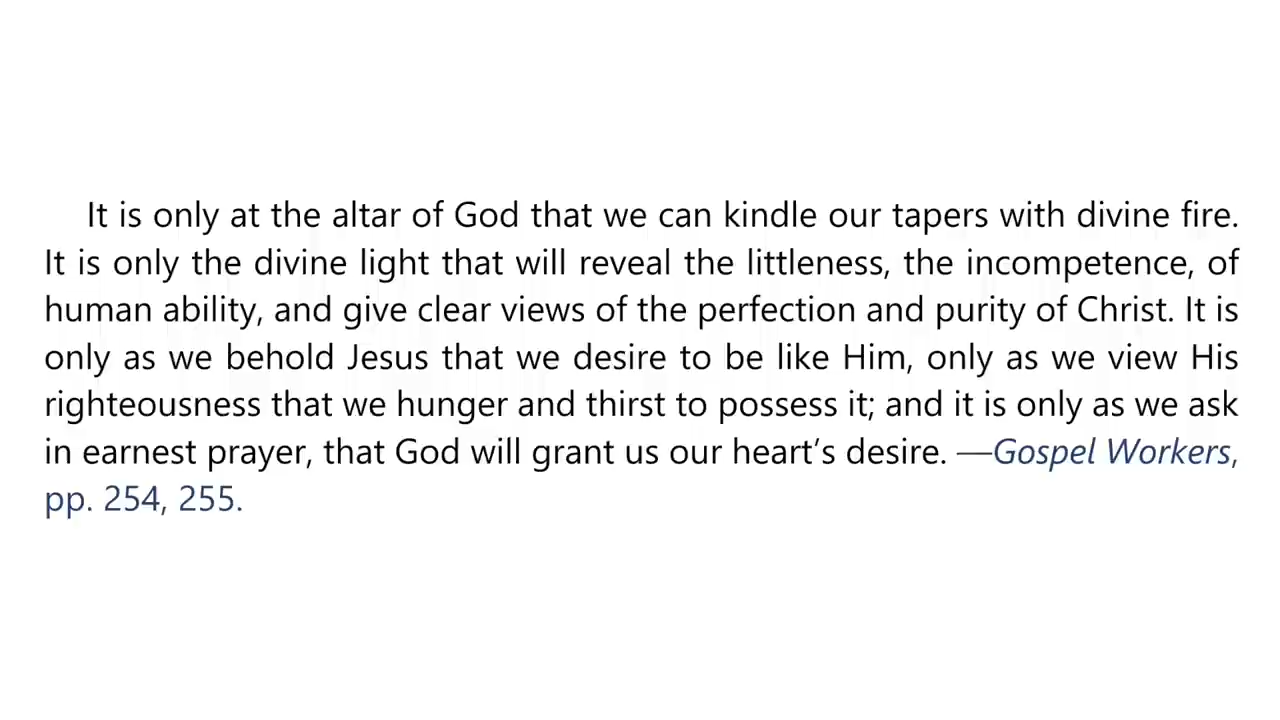 It is only at the altar of God that we can kindle our tapers with divine fire.
It is only the divine light that will reveal the littleness, the incompetence, of
human ability, and give clear views of the perfection and purity of Christ. It is
only as we behold Jesus that we desire to be like Him, only as we view His
righteousness that we hunger and thirst to possess it; and it is only as we ask
in earnest prayer, that God will grant us our heart’s desire. —Gospel Workers,
pp. 254, 255.